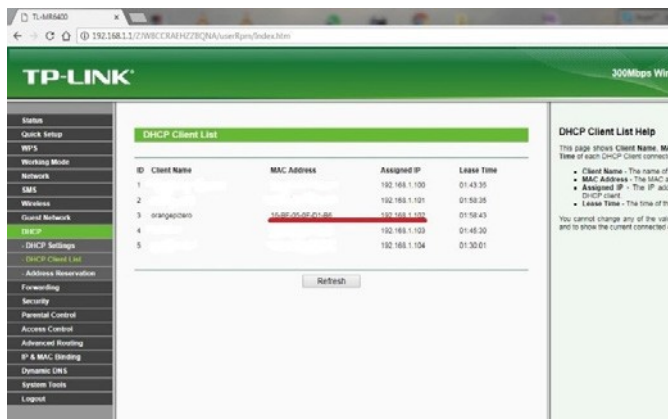 TL-MR6400
192.168.1.1/ZJWBCCRAEHZZBQNA/userRpm/Index.htm
TP-LINK
300Mbps Wir
Status
Quick Setup
WPS
Working Mode
Network
SMS
Wireless
Guest Network
DHCP
- DHCP Settings
- DHCP Client List
- Address Reservation
Forwarding
Security
Parental Control
Access Control
Advanced Routing
IP & MAC Binding
Dynamic DNS
System Tools
Logout
DHCP Client List
ID Client Name MAC Address Assigned IP Lease Time
1 192.168.1.100 01:43:35
2 192.168.1.101 01:58:35
3 192.168.1.102 01:58:43
4 192.168.1.103 01:45:30
5 192.168.1.104 01:30:01
Refresh
DHCP Client List Help
This page shows Client Name, MA
Time of each DHCP Client connect
Client Name - The name of
MAC Address - The MAC a
Assigned IP - The IP add
DHCP client.
Lease Time - The time of th
You cannot change any of the val
and to show the current connected